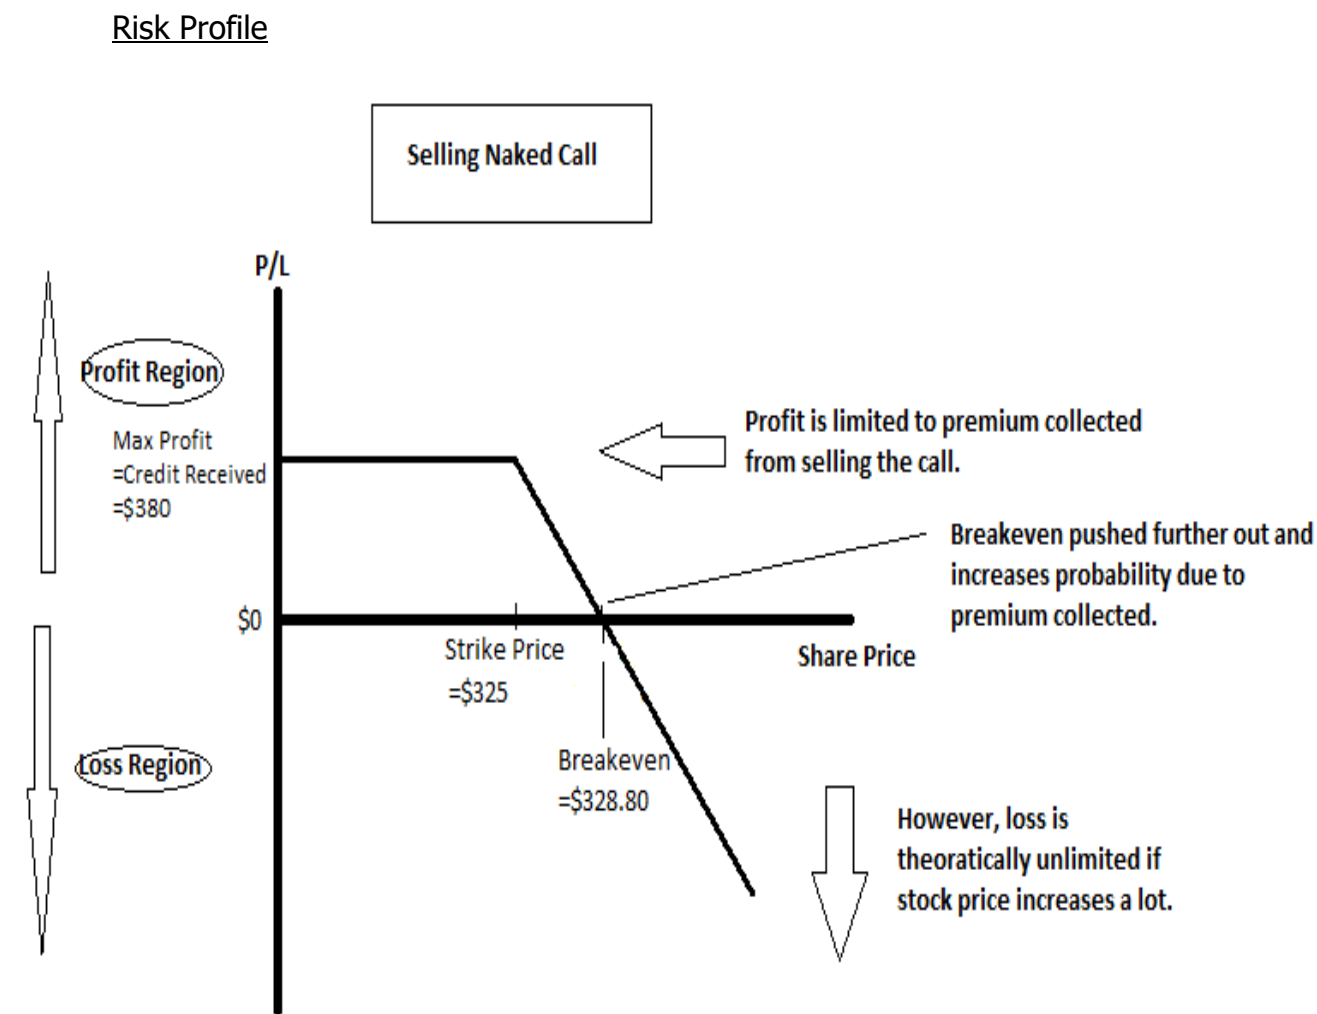 Risk Profile
Selling Naked Call
P/L
Profit Region
Max Profit
=Credit Received
=$380
Profit is limited to premium collected
from selling the call.
Breakeven pushed further out and
increases probability due to
premium collected.
$0
Strike Price
=$325
Share Price
Loss Region
Breakeven
=$328.80
However, loss is
theoratically unlimited if
stock price increases a lot.